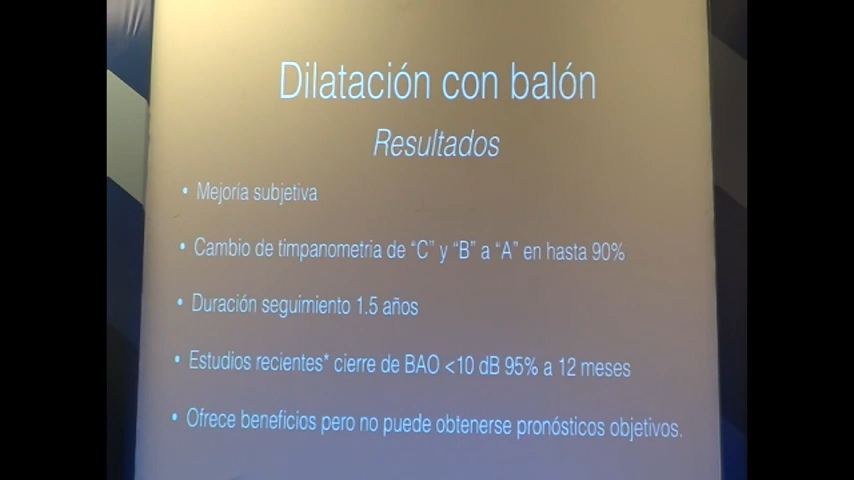 Dilatación con balón
Resultados
• Mejoría subjetiva
• Cambio de timpanometria de “C” y “B” a “A” en hasta 90%
• Duración seguimiento 1.5 años
• Estudios recientes* cierre de BAO <10 dB 95% a 12 meses
• Ofrece beneficios pero no puede obtenerse pronósticos objetivos.